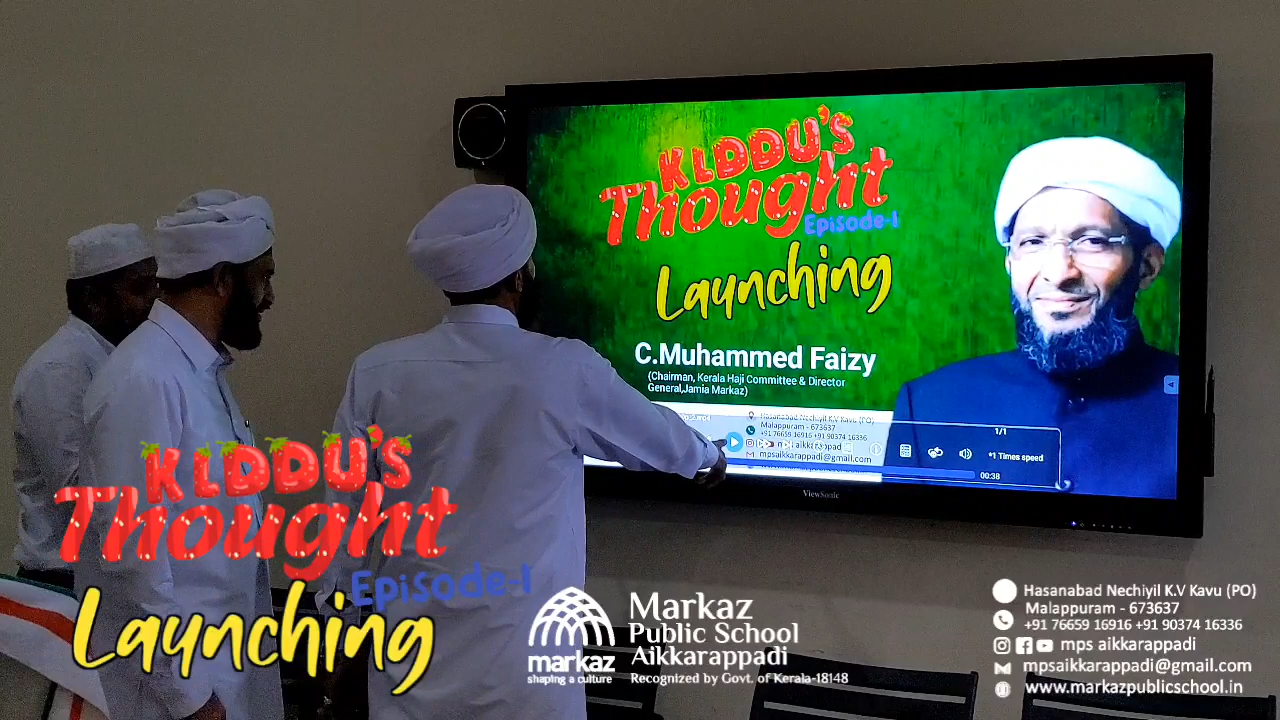 KIDDU's
Thought
Episode-1
Launching
C.Muhammed Faizy
(Chairman, Kerala Haji Committee & Director
General,Jamia Markaz)
Hasanabad Nechiyil K.V Kavu (PO)
Malappuram - 673637
+91 76659 16916 +91 90374 16336
mpsaikkarappadi@gmail.com
1/1
*1 Times speed
00:38
ViewSonic
KIDDU's
Thought
Episode-1
Launching
markaz
shaping a culture
Markaz
Public School
Aikkarappadi
Recognized by Govt. of Kerala-18148
Hasanabad Nechiyil K.V Kavu (PO)
Malappuram - 673637
+91 76659 16916 +91 90374 16336
mps aikkarappadi
mpsaikkarappadi@gmail.com
www.markazpublicschool.in